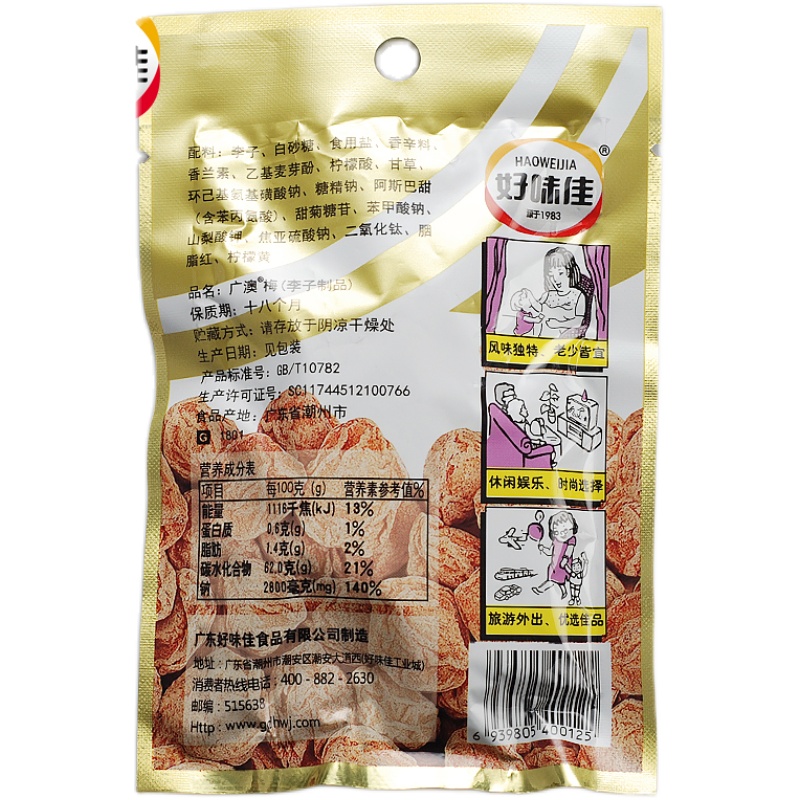 配料：李子、白砂糖、食用盐、香辛料、
香兰素、乙基麦芽酚、柠檬酸、甘草、
环己基氨基磺酸钠、糖精钠、阿斯巴甜
（含苯丙氨酸）、甜菊糖苷、苯甲酸钠、
山梨酸钾、焦亚硫酸钠、二氧化钛、胭
脂红、柠檬黄
品名：广澳®梅(李子制品)
保质期：十八个月
贮藏方式：请存放于阴凉干燥处
生产日期：见包装
产品标准号：GB/T10782
生产许可证号：SC11744512100766
食品产地：广东省潮州市
G 1801
营养成分表
项目 每100克(g) 营养素参考值%
能量 1116千焦(kJ) 13%
蛋白质 0.6克(g) 1%
脂肪 1.4克(g) 2%
碳水化合物 62.0克(g) 21%
钠 2800毫克(mg) 140%
广东好味佳食品有限公司制造
地址：广东省潮州市潮安区潮安大道西(好味佳工业城)
消费者热线电话：400-882-2630
邮编：515638
Http：www.gdhwj.com
佳
HAOWEIJIA ®
好味佳
源于1983
风味独特、老少皆宜
休闲娱乐、时尚选择
旅游外出、优选佳品
6 939805 400125